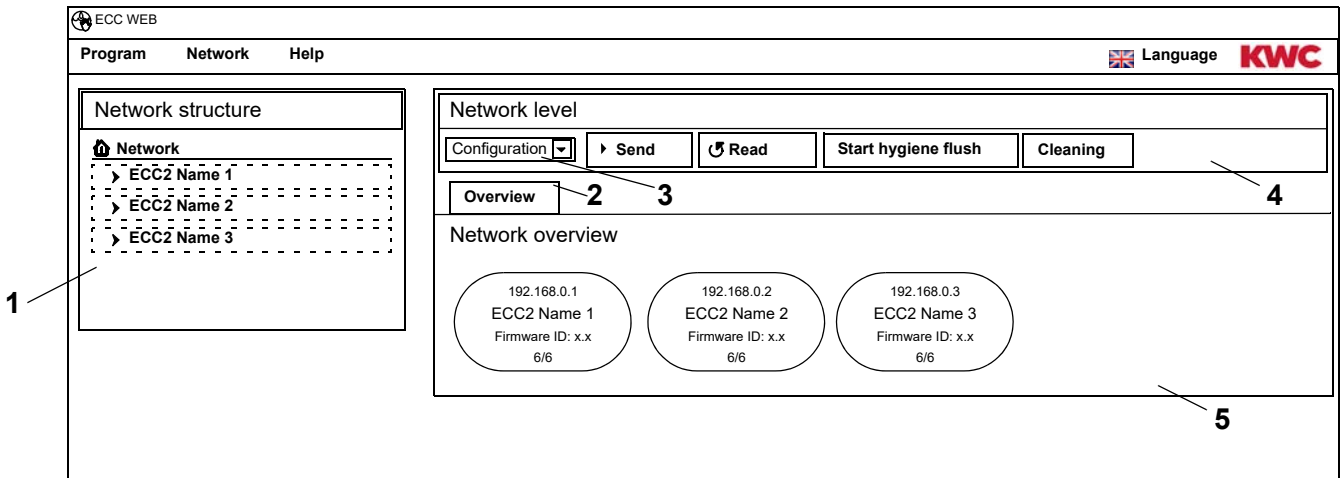 ECC WEB
Program Network Help Language KWC
Network structure
Network
ECC2 Name 1
ECC2 Name 2
ECC2 Name 3
1
Network level
Configuration Send Read Start hygiene flush Cleaning
Overview 2 3 4
Network overview
192.168.0.1 192.168.0.2 192.168.0.3
ECC2 Name 1 ECC2 Name 2 ECC2 Name 3
Firmware ID: x.x Firmware ID: x.x Firmware ID: x.x
6/6 6/6 6/6
5